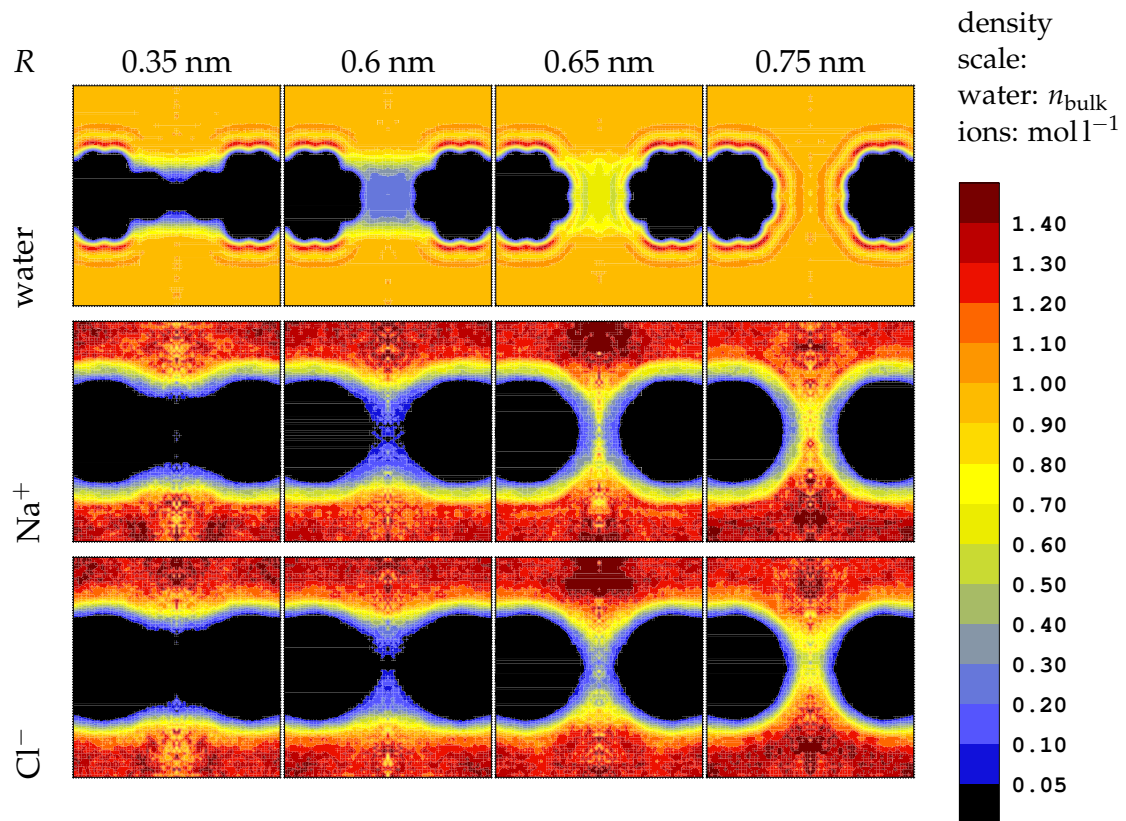 R 0.35 nm 0.6 nm 0.65 nm 0.75 nm
density
scale:
water: n_bulk
ions: mol l⁻¹
water
Na⁺
Cl⁻
1.40
1.30
1.20
1.10
1.00
0.90
0.80
0.70
0.60
0.50
0.40
0.30
0.20
0.10
0.05